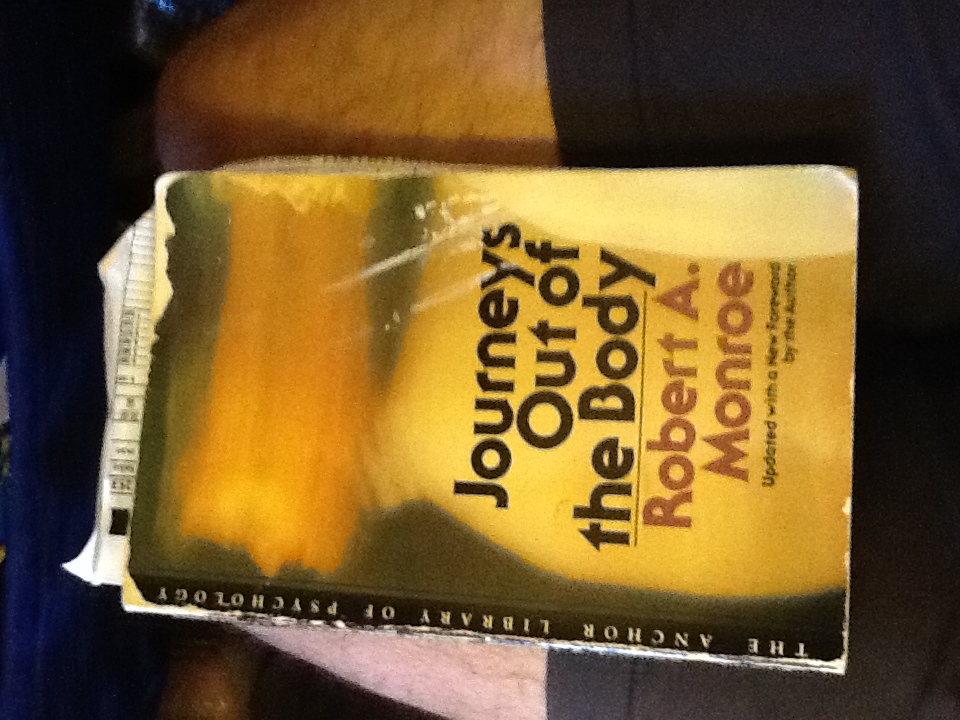 Journeys
Out of
the Body
Robert A.
Monroe
Updated with a New Foreword
by the Author
THE ANCHOR LIBRARY OF PSYCHOLOGY